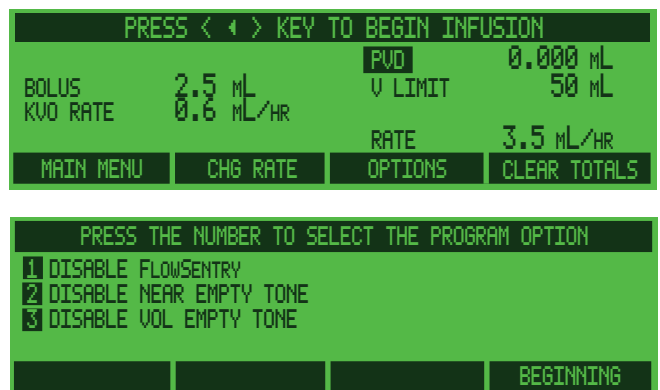 PRESS < ◄ > KEY TO BEGIN INFUSION
PVD 0.000 mL
BOLUS 2.5 mL V LIMIT 50 mL
KVO RATE 0.6 mL/HR
RATE 3.5 mL/HR
MAIN MENU CHG RATE OPTIONS CLEAR TOTALS
PRESS THE NUMBER TO SELECT THE PROGRAM OPTION
1 DISABLE FLOWSENTRY
2 DISABLE NEAR EMPTY TONE
3 DISABLE VOL EMPTY TONE
BEGINNING